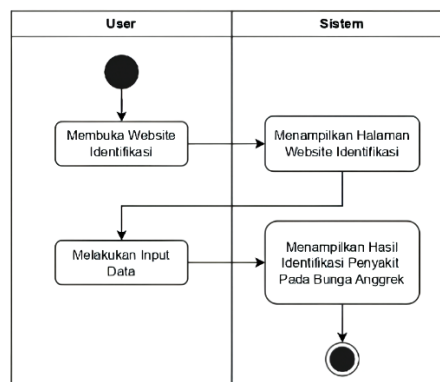 User
Sistem
Membuka Website
Identifikasi
Menampilkan Halaman
Website Identifikasi
Melakukan Input
Data
Menampilkan Hasil
Identifikasi Penyakit
Pada Bunga Anggrek